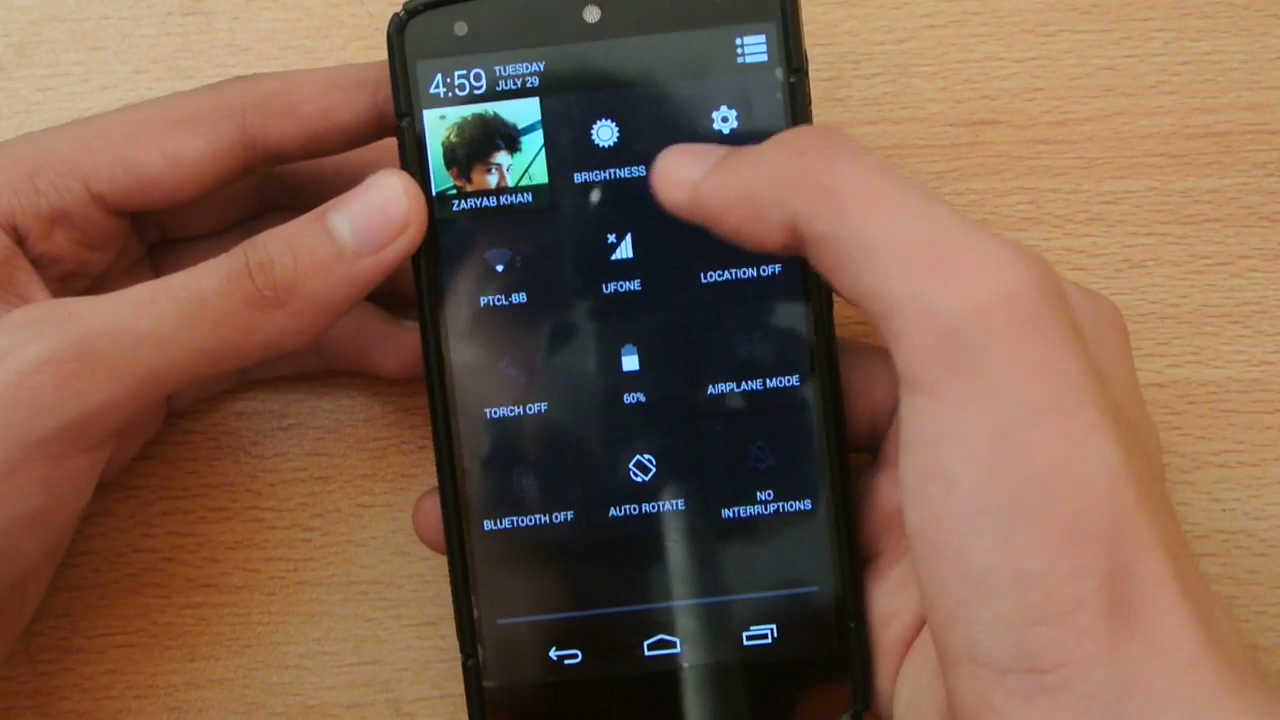 4:59
TUESDAY
JULY 29
BRIGHTNESS
ZARYAB KHAN
PTCL-BB
UFONE
LOCATION OFF
TORCH OFF
60%
AIRPLANE MODE
BLUETOOTH OFF
AUTO ROTATE
NO
INTERRUPTIONS